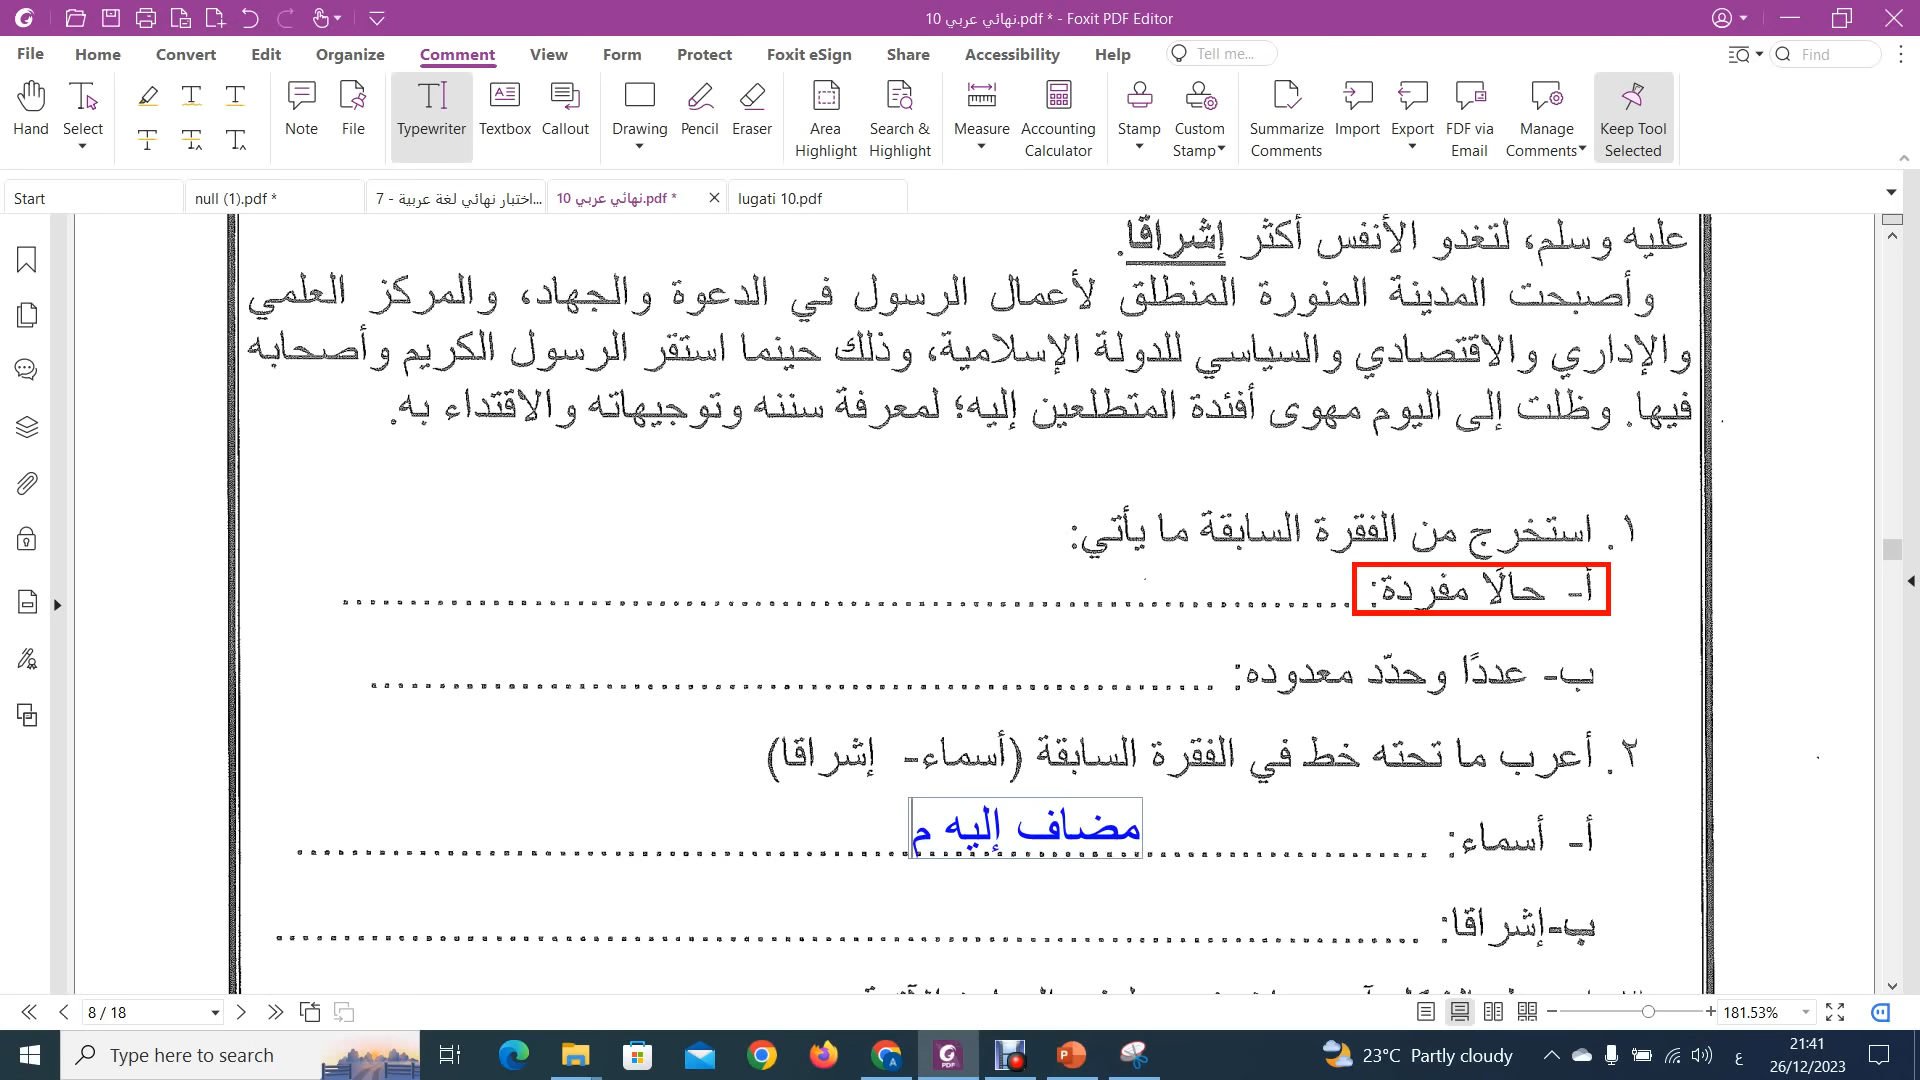 نهائي عربي 10.pdf * - Foxit PDF Editor
File Home Convert Edit Organize Comment View Form Protect Foxit eSign Share Accessibility Help Tell me... Find
Hand Select Note File Typewriter Textbox Callout Drawing Pencil Eraser Area Highlight Search & Highlight Measure Accounting Calculator Stamp Custom Stamp Summarize Comments Import Export FDF via Email Manage Comments Keep Tool Selected
Start null (1).pdf * اختبار نهائي لغة عربية - 7... نهائي عربي 10.pdf * lugati 10.pdf
عليه وسلم، لتغدو الأنفس أكثر إشراقًا.
وأصبحت المدينة المنورة المنطلق لأعمال الرسول في الدعوة والجهاد، والمركز العلمي
والإداري والاقتصادي والسياسي للدولة الإسلامية، وذلك حينما استقر الرسول الكريم وأصحابه
فيها. وظلت إلى اليوم مهوى أفئدة المتطلعين إليه؛ لمعرفة سننه وتوجيهاته والاقتداء به.
١. استخرج من الفقرة السابقة ما يأتي:
أ- حالًا مفردة:
ب- عددًا وحدّد معدوده:
٢. أعرب ما تحته خط في الفقرة السابقة (أسماء- إشراقا)
أ- أسماء: مضاف إليه م
ب-إشراقا:
8 / 18 181.53%
Type here to search 23°C Partly cloudy ع 21:41
26/12/2023